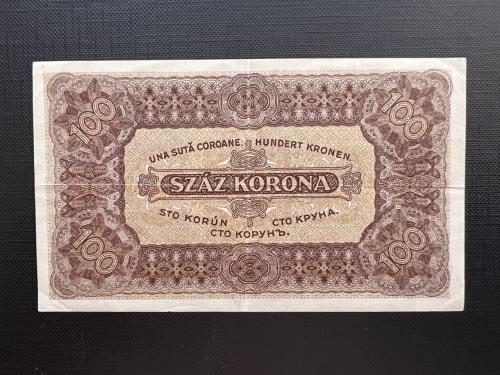 100
100
UNA SUTĂ COROANE. HUNDERT KRONEN.
SZÁZ KORONA
STO KORÚN СТО КРУНА.
СТО КОРУНЪ.
100
100